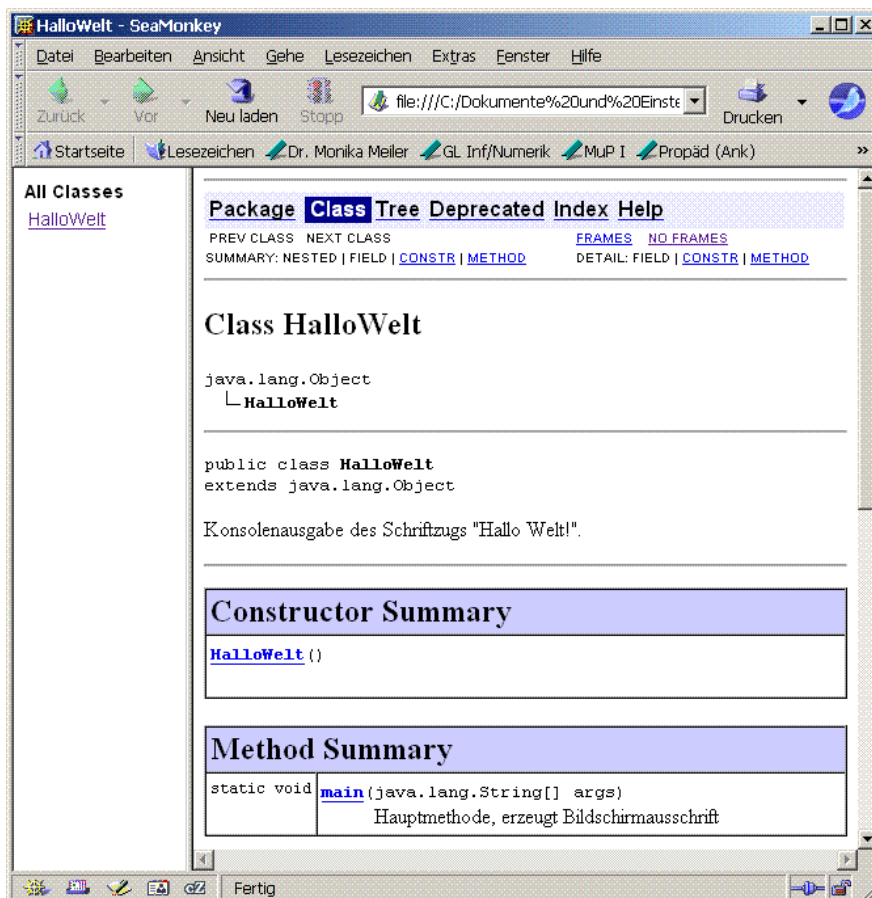 HalloWelt - SeaMonkey
Datei Bearbeiten Ansicht Gehe Lesezeichen Extras Fenster Hilfe
Zurück Vor Neu laden Stopp file:///C:/Dokumente%20und%20Einste Drucken
Startseite Lesezeichen Dr. Monika Meiler GL Inf/Numerik MuP I Propäd (Ank) »
All Classes
HalloWelt
Package Class Tree Deprecated Index Help
PREV CLASS NEXT CLASS FRAMES NO FRAMES
SUMMARY: NESTED | FIELD | CONSTR | METHOD DETAIL: FIELD | CONSTR | METHOD
Class HalloWelt
java.lang.Object
HalloWelt
public class HalloWelt
extends java.lang.Object
Konsolenausgabe des Schriftzugs "Hallo Welt!".
Constructor Summary
HalloWelt()
Method Summary
static void main(java.lang.String[] args)
Hauptmethode, erzeugt Bildschirmausschrift
Fertig